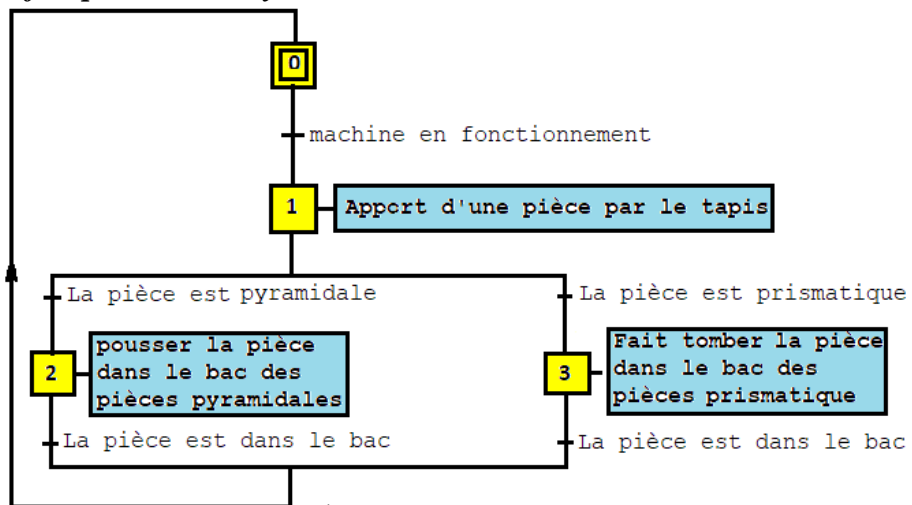 0
machine en fonctionnement
1
Apport d'une pièce par le tapis
La pièce est pyramidale
La pièce est prismatique
2
pousser la pièce
dans le bac des
pièces pyramidales
3
Fait tomber la pièce
dans le bac des
pièces prismatique
La pièce est dans le bac
La pièce est dans le bac